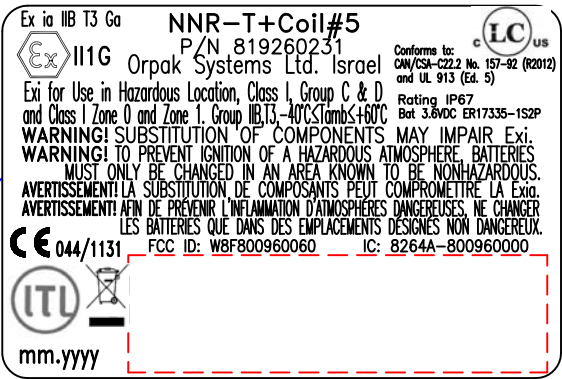 Ex ia IIB T3 Ga
NNR-T+Coil#5
P/N 819260231
Orpak Systems Ltd. Israel
Ex II1G
c LC us
Conforms to:
CAN/CSA-C22.2 No. 157-92 (R2012)
and UL 913 (Ed. 5)
Exi for Use in Hazardous Location, Class I, Group C & D
and Class I Zone 0 and Zone 1. Group IIB,T3,-40°C≤Tamb≤+60°C
Rating IP67
Bat 3.6VDC ER17335-1S2P
WARNING! SUBSTITUTION OF COMPONENTS MAY IMPAIR Exi.
WARNING! TO PREVENT IGNITION OF A HAZARDOUS ATMOSPHERE, BATTERIES
MUST ONLY BE CHANGED IN AN AREA KNOWN TO BE NONHAZARDOUS.
AVERTISSEMENT! LA SUBSTITUTION DE COMPOSANTS PEUT COMPROMETTRE LA Exia.
AVERTISSEMENT! AFIN DE PRÉVENIR L'INFLAMMATION D'ATMOSPHÈRES DANGEREUSES, NE CHANGER
LES BATTERIES QUE DANS DES EMPLACEMENTS DÉSIGNÉS NON DANGEREUX.
CE 044/1131
FCC ID: W8F800960060
IC: 8264A-800960000
ITL
mm.yyyy